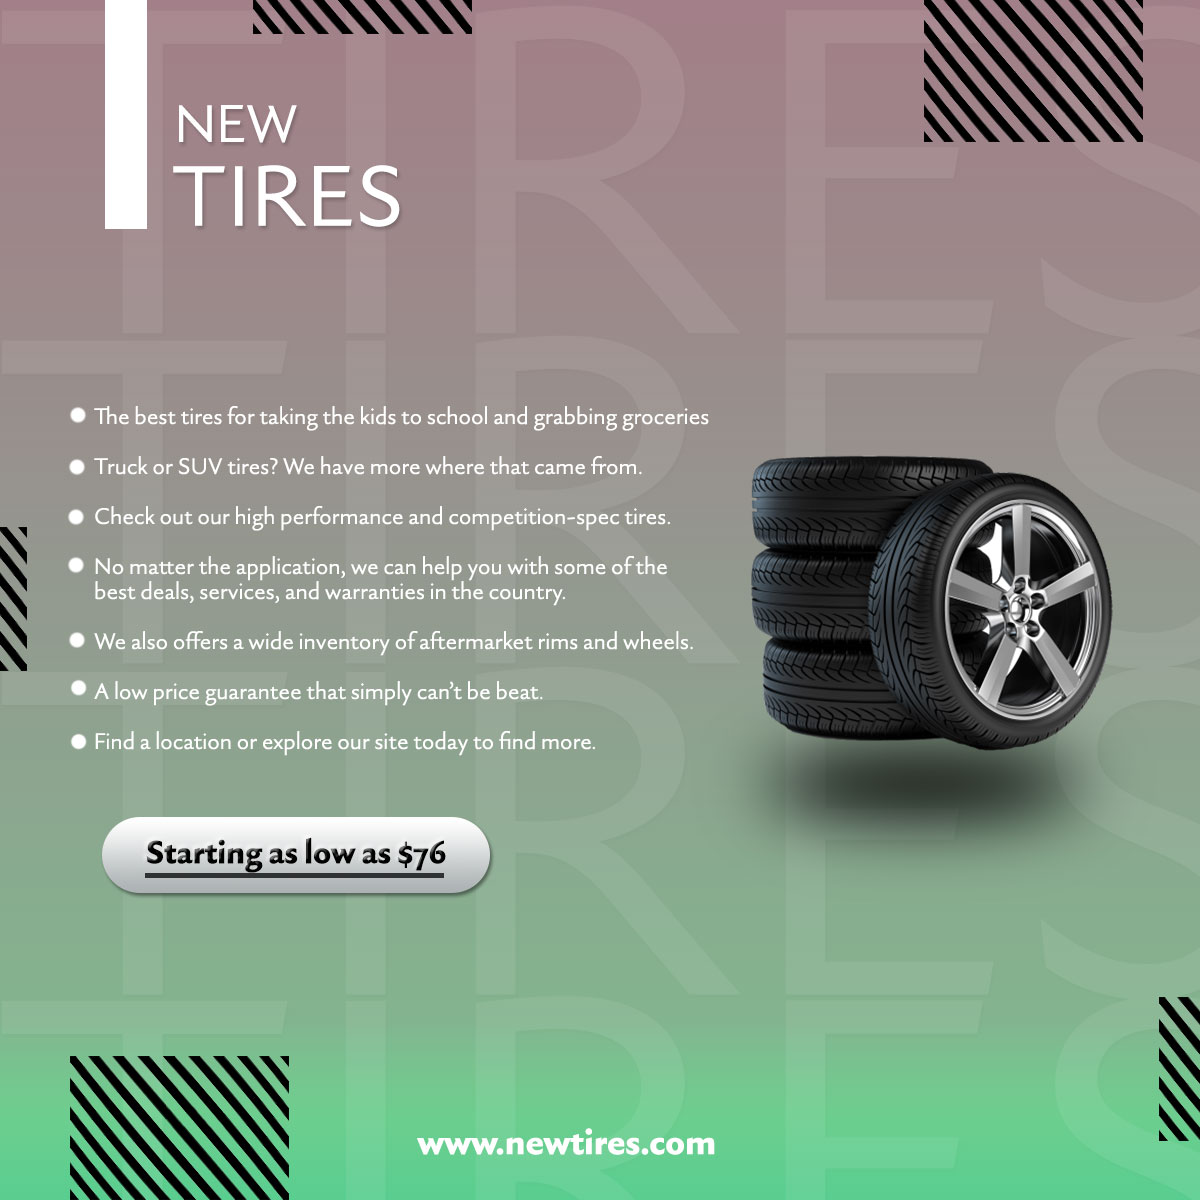 NEW
TIRES
The best tires for taking the kids to school and grabbing groceries
Truck or SUV tires? We have more where that came from.
Check out our high performance and competition-spec tires.
No matter the application, we can help you with some of the
best deals, services, and warranties in the country.
We also offers a wide inventory of aftermarket rims and wheels.
A low price guarantee that simply can't be beat.
Find a location or explore our site today to find more.
Starting as low as $76
www.newtires.com
TIRES
TIRES
TIRES
TIRES